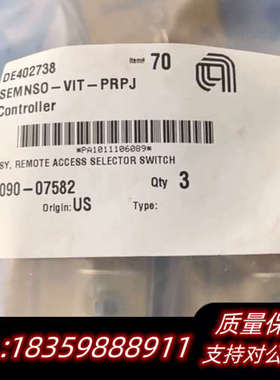 DE402738
Item# 70
SEMNSO-VIT-PRPJ
Controller
*PA1011106089*
SY, REMOTE ACCESS SELECTOR SWITCH
090-07582
Qty 3
Origin: US
Type:
:18359888911
质量保
支持对公